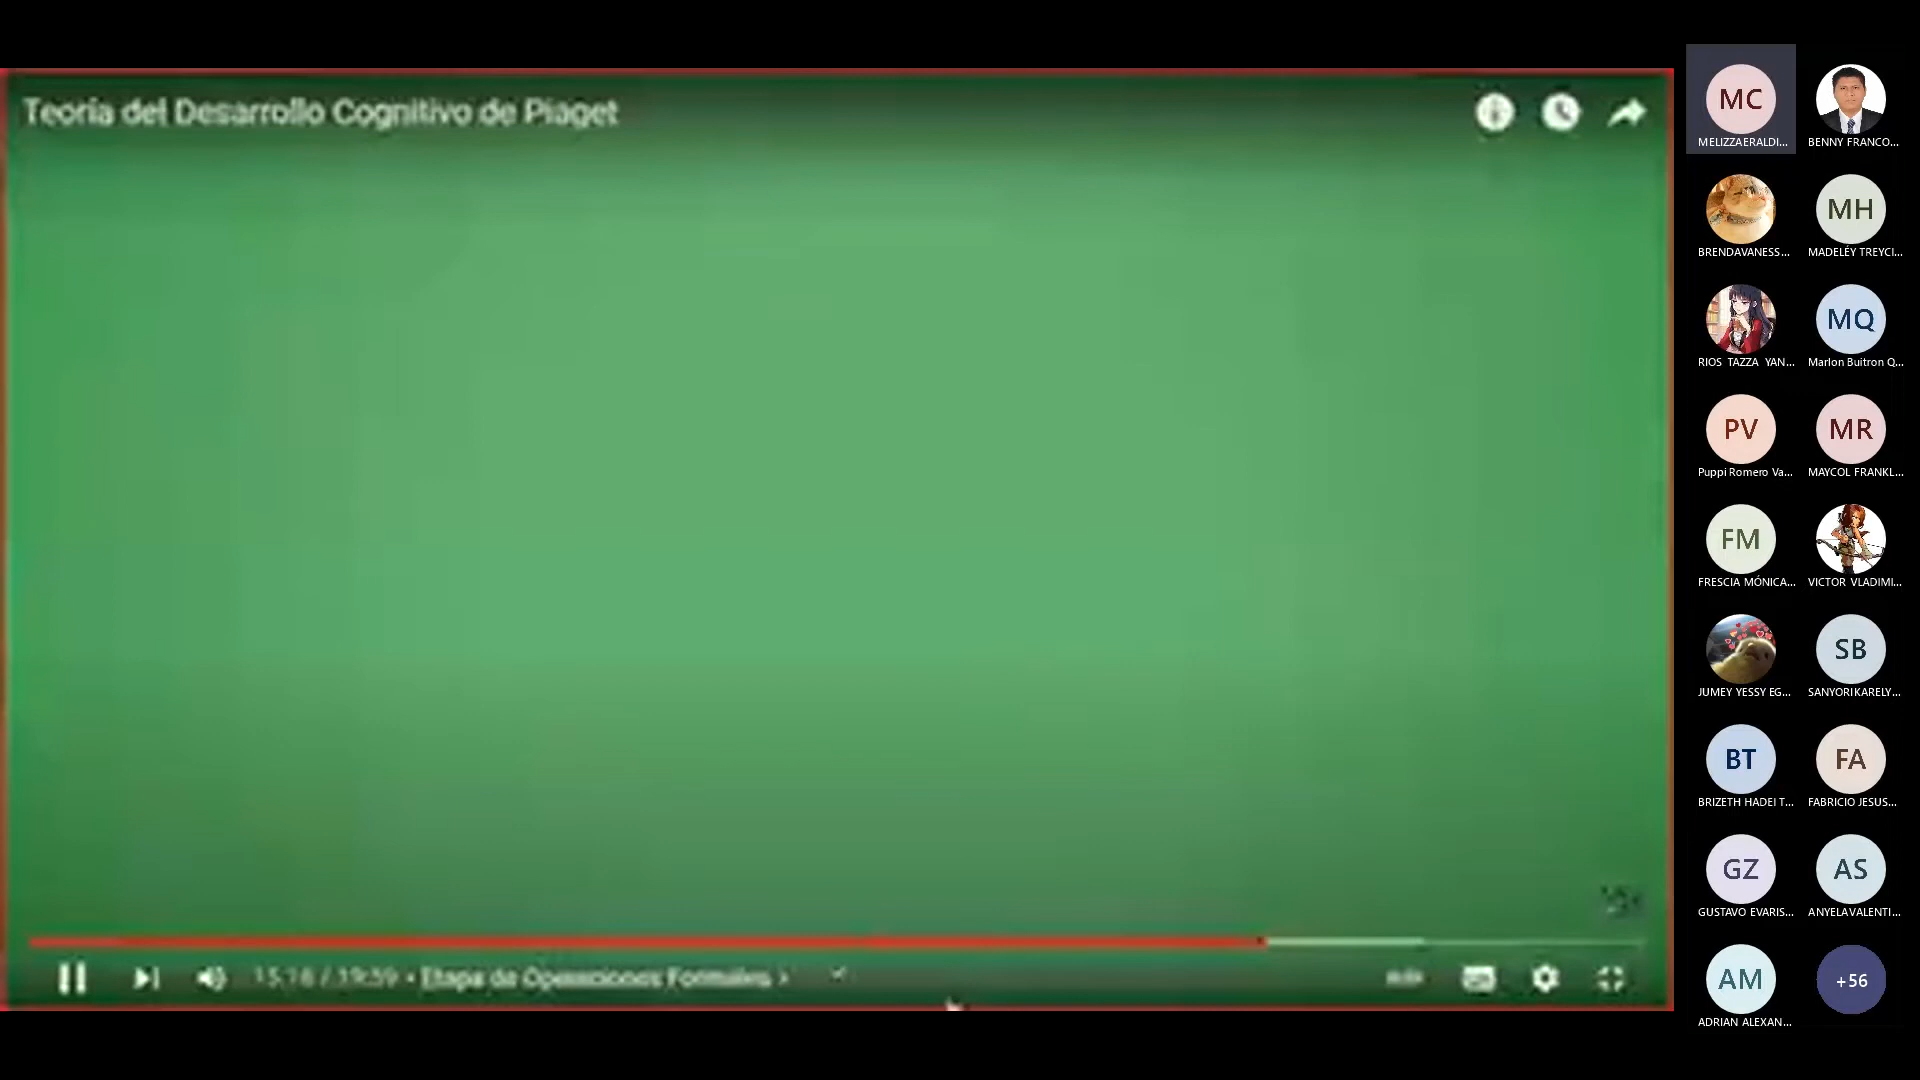 Teoría del Desarrollo Cognitivo de Piaget
15:16 / 19:59 • Etapa de Operaciones Formales
MC
MELIZZAERALDI...
BENNY FRANCO...
BRENDAVANESS...
MH
MADELÉY TREYCI...
RIOS TAZZA YAN...
MQ
Marlon Buitron Q...
PV
Puppi Romero Va...
MR
MAYCOL FRANKL...
FM
FRESCIA MÓNICA...
VICTOR VLADIMI...
JUMEY YESSY EG...
SB
SANYORIKARELY...
BT
BRIZETH HADEI T...
FA
FABRICIO JESUS...
GZ
GUSTAVO EVARIS...
AS
ANYELAVALENTI...
AM
ADRIAN ALEXAN...
+56